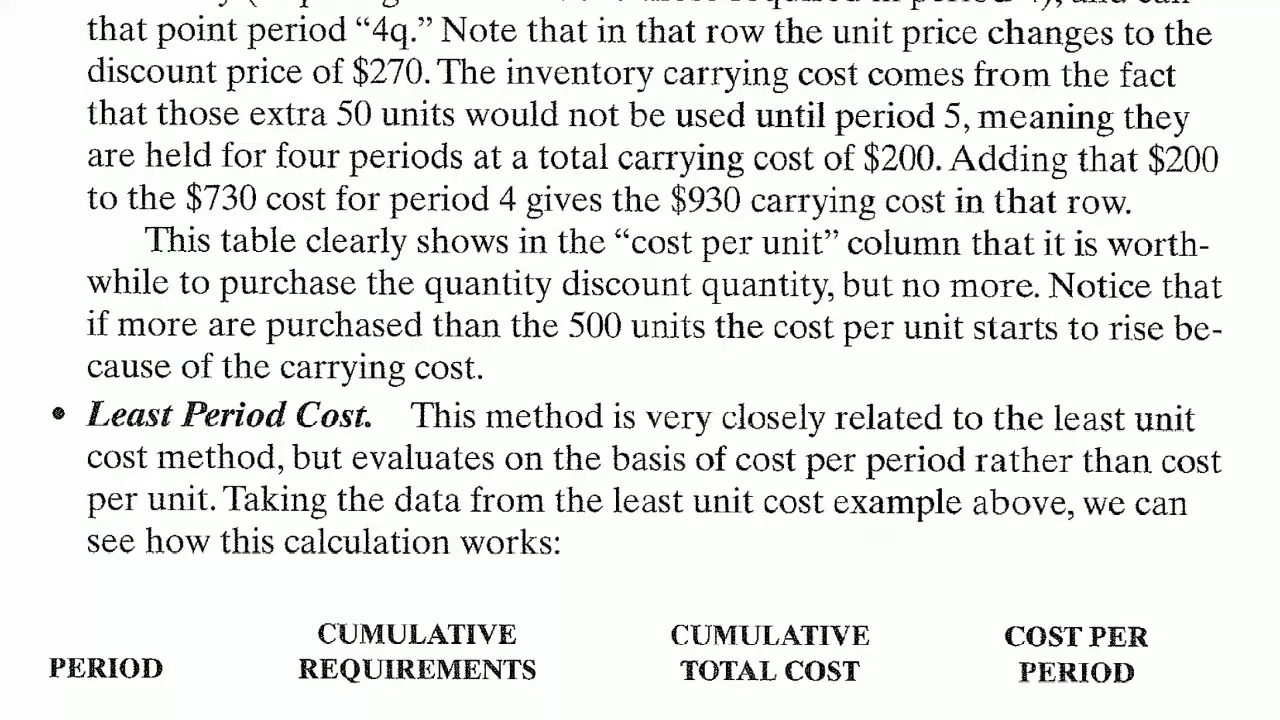 that point period “4q.” Note that in that row the unit price changes to the
discount price of $270. The inventory carrying cost comes from the fact
that those extra 50 units would not be used until period 5, meaning they
are held for four periods at a total carrying cost of $200. Adding that $200
to the $730 cost for period 4 gives the $930 carrying cost in that row.
This table clearly shows in the “cost per unit” column that it is worth-
while to purchase the quantity discount quantity, but no more. Notice that
if more are purchased than the 500 units the cost per unit starts to rise be-
cause of the carrying cost.
• Least Period Cost. This method is very closely related to the least unit
cost method, but evaluates on the basis of cost per period rather than cost
per unit. Taking the data from the least unit cost example above, we can
see how this calculation works:
PERIOD
CUMULATIVE
REQUIREMENTS
CUMULATIVE
TOTAL COST
COST PER
PERIOD